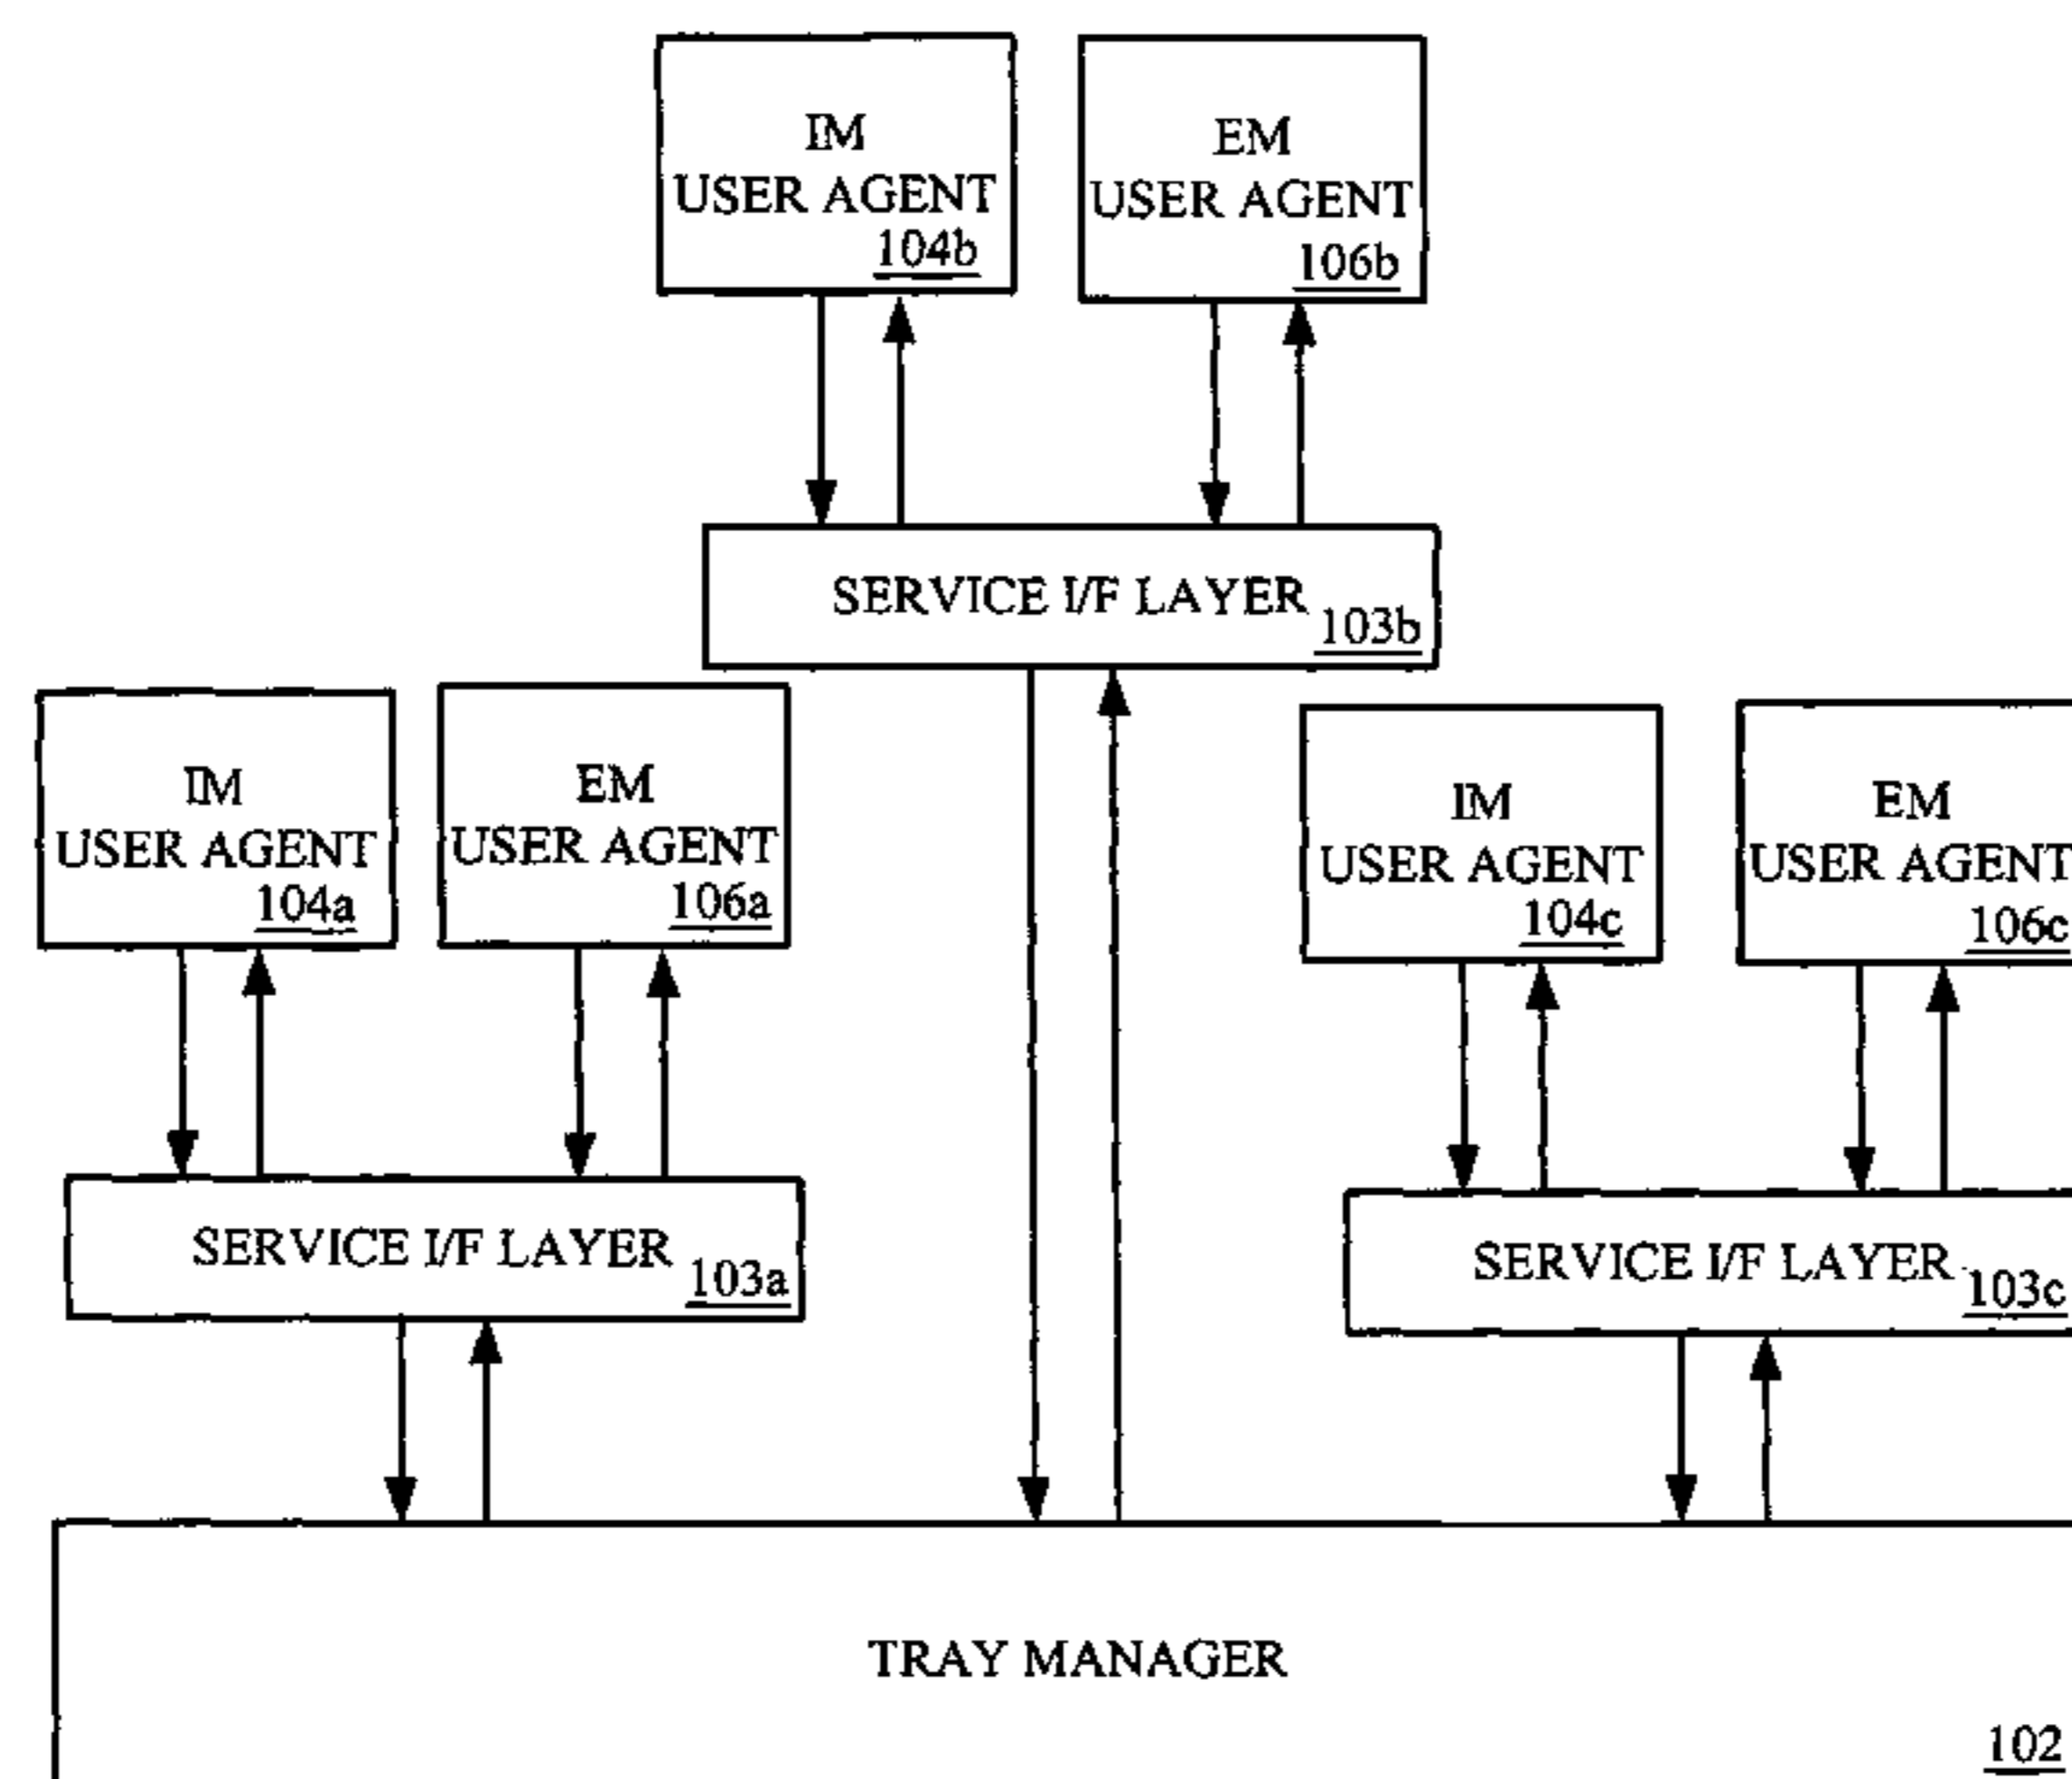 IM
USER AGENT
104b
EM
USER AGENT
106b
SERVICE I/F LAYER
103b
IM
USER AGENT
104a
EM
USER AGENT
106a
IM
USER AGENT
104c
EM
USER AGENT
106c
SERVICE I/F LAYER
103a
SERVICE I/F LAYER
103c
TRAY MANAGER
102